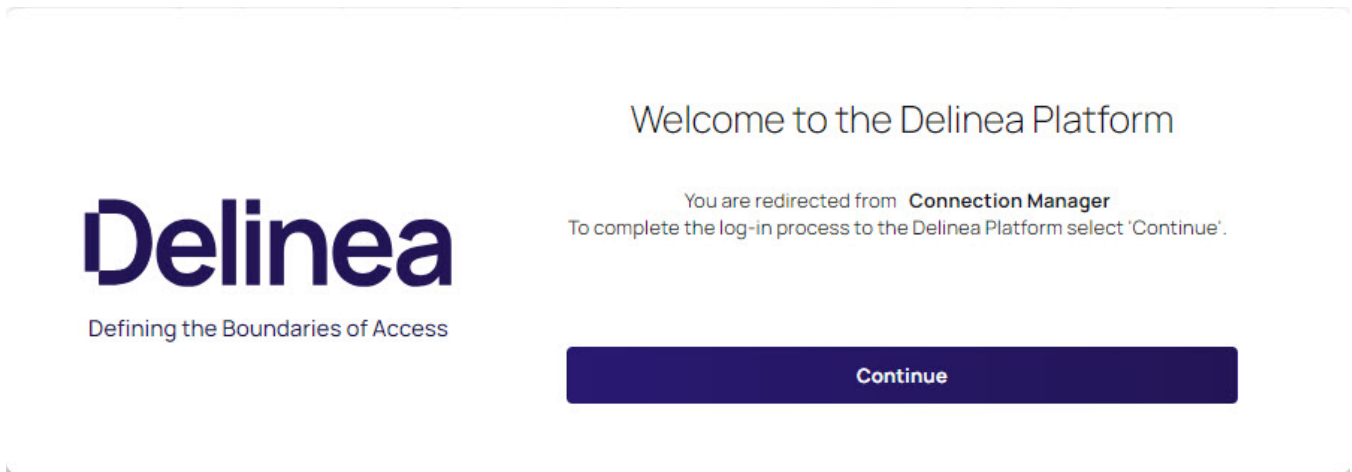 Delinea
Defining the Boundaries of Access
Welcome to the Delinea Platform
You are redirected from Connection Manager
To complete the log-in process to the Delinea Platform select 'Continue'.
Continue